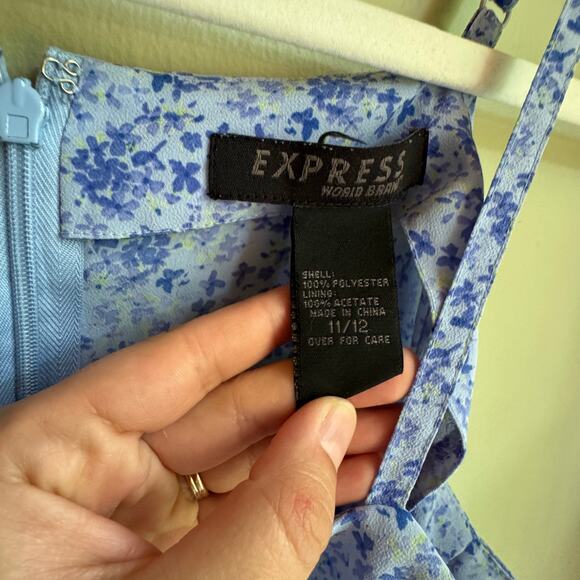 EXPRESS
WORLD BRAND
SHELL:
100% POLYESTER
LINING:
100% ACETATE
MADE IN CHINA
11/12
OVER FOR CARE